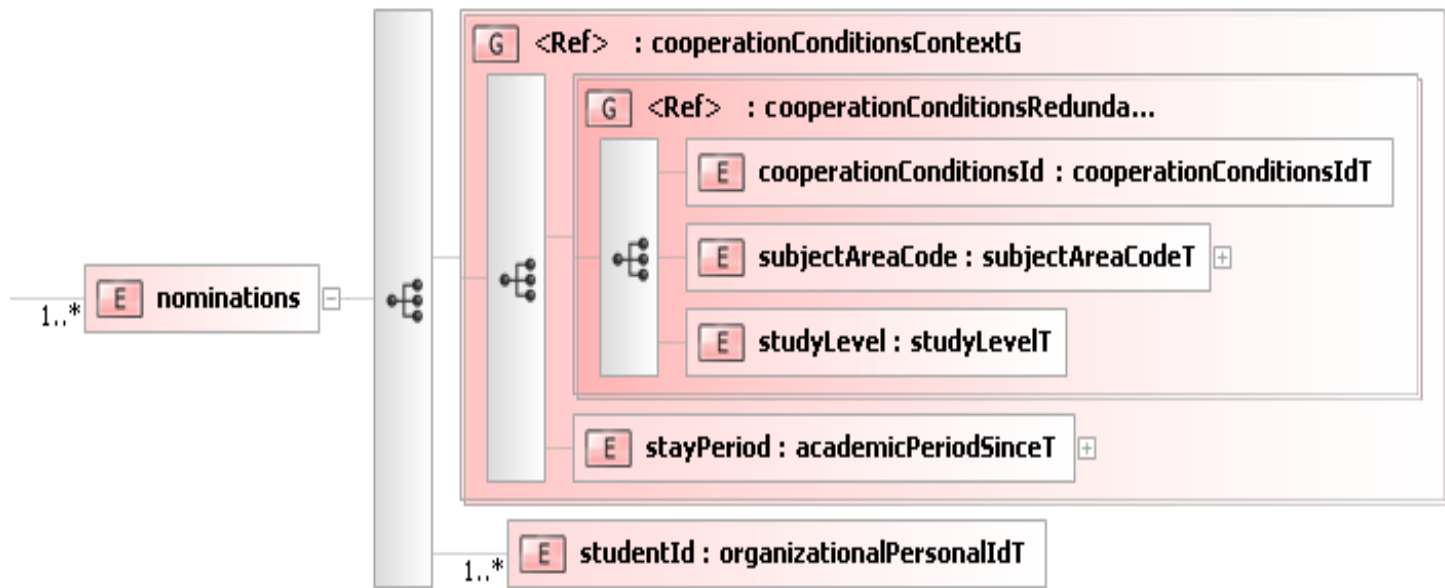 G <Ref> : cooperationConditionsContextG
G <Ref> : cooperationConditionsRedunda...
E cooperationConditionsId : cooperationConditionsIdT
E subjectAreaCode : subjectAreaCodeT
E nominations
1..*
E studyLevel : studyLevelT
E stayPeriod : academicPeriodSinceT
E studentId : organizationalPersonalIdT
1..*